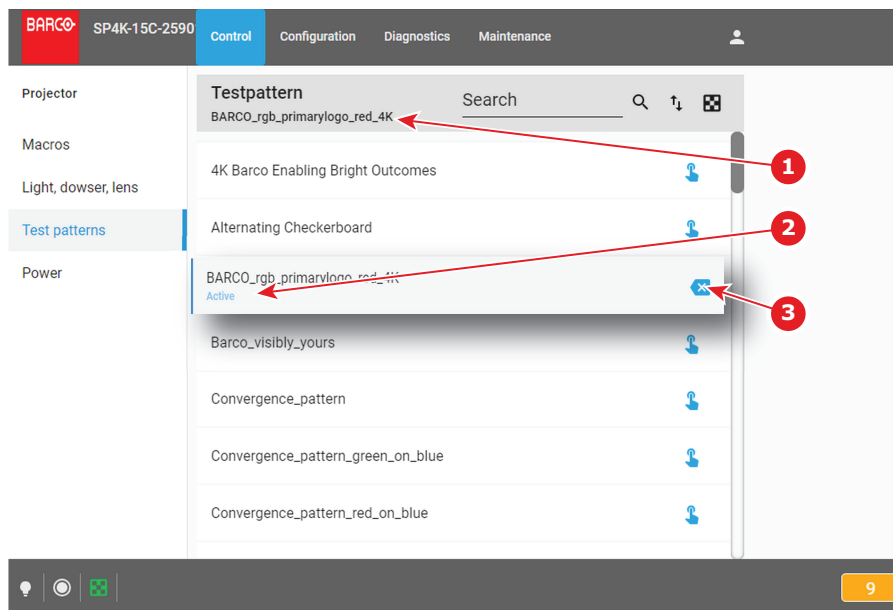 BARCO
SP4K-15C-2590
Control
Configuration
Diagnostics
Maintenance
Projector
Macros
Light, dowser, lens
Test patterns
Power
Testpattern
BARCO_rgb_primarylogo_red_4K
Search
4K Barco Enabling Bright Outcomes
Alternating Checkerboard
BARCO_rgb_primarylogo_red_4K
Active
Barco_visibly_yours
Convergence_pattern
Convergence_pattern_green_on_blue
Convergence_pattern_red_on_blue
1
2
3
9